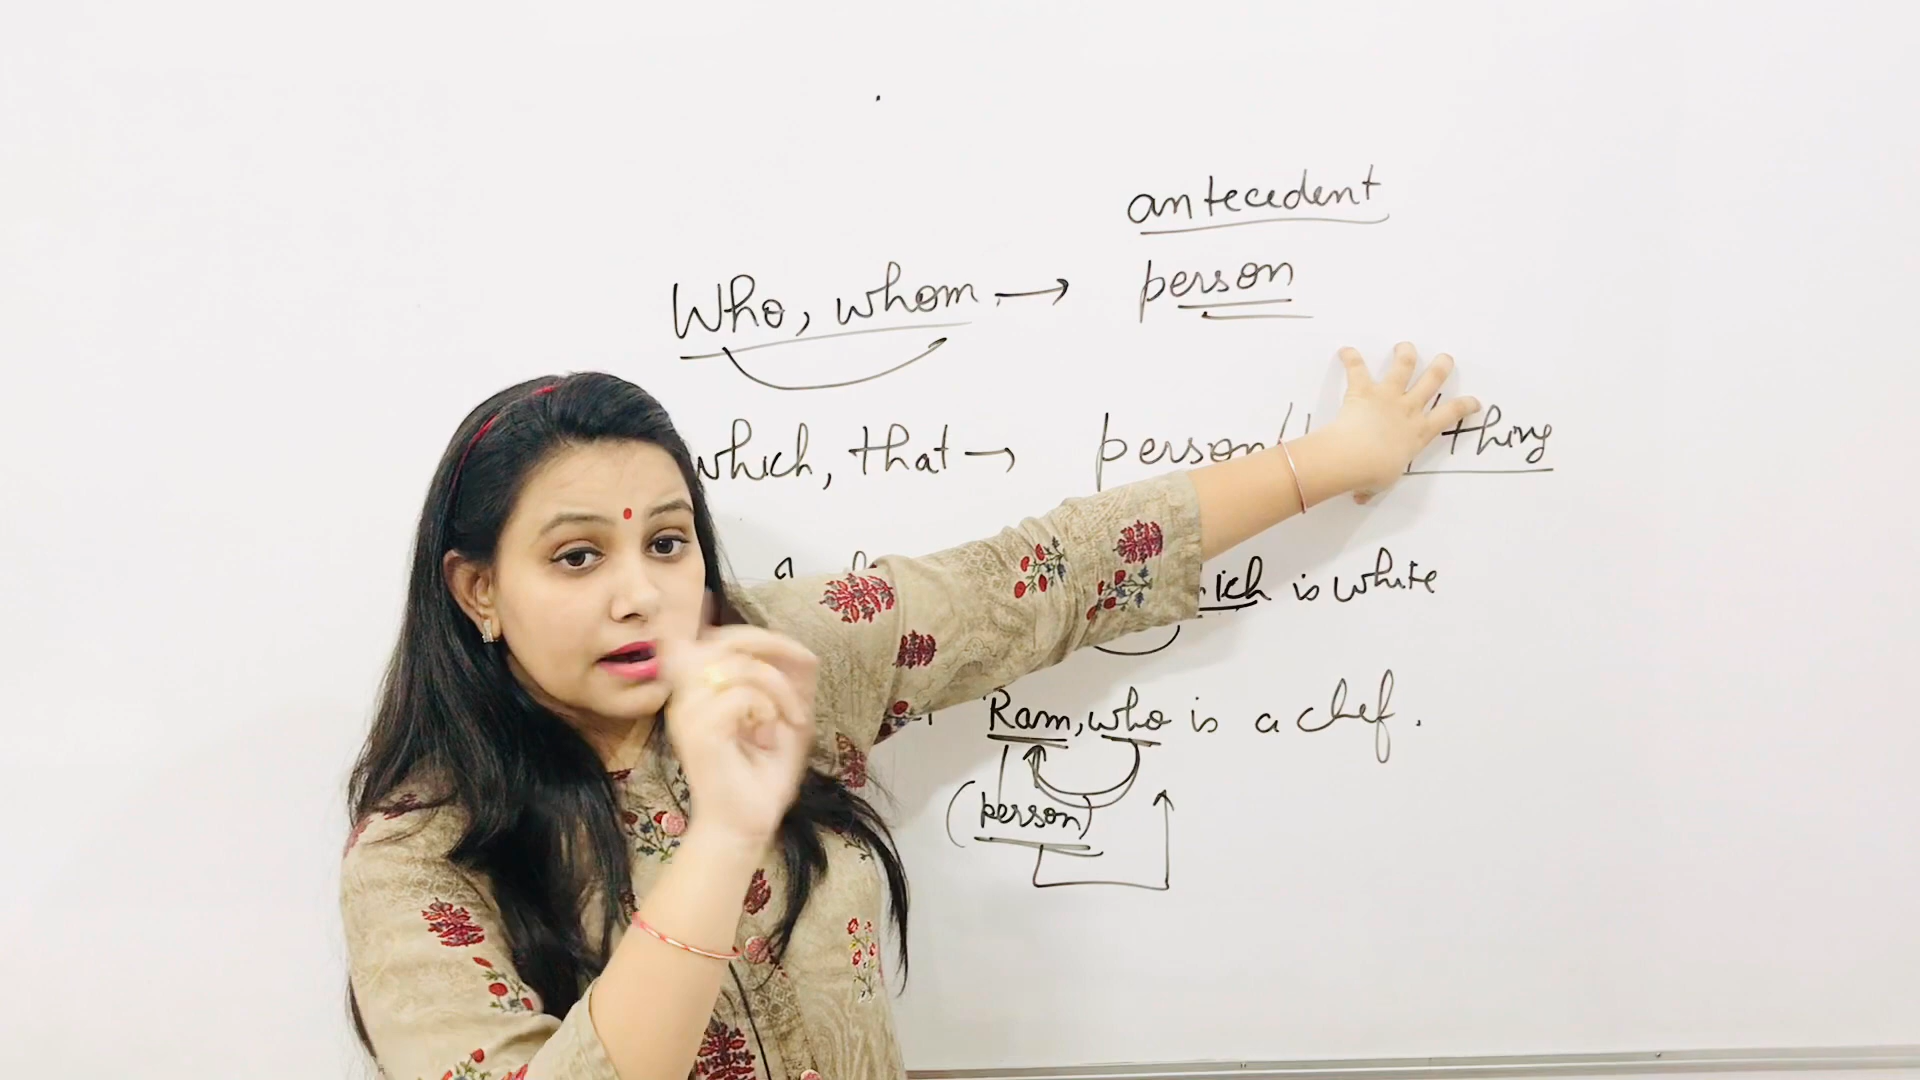 antecedent
Who, whom → person
which, that → person / thing
is white
Ram, who is a chef.
(person)